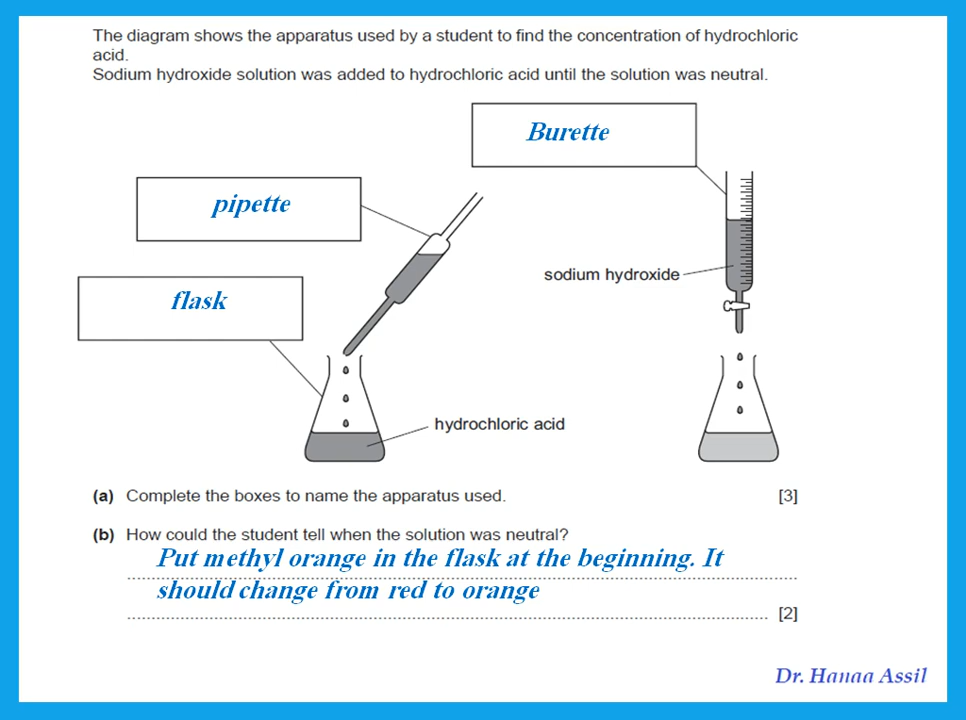 The diagram shows the apparatus used by a student to find the concentration of hydrochloric
acid.
Sodium hydroxide solution was added to hydrochloric acid until the solution was neutral.
Burette
pipette
sodium hydroxide
flask
hydrochloric acid
(a) Complete the boxes to name the apparatus used. [3]
(b) How could the student tell when the solution was neutral?
Put methyl orange in the flask at the beginning. It
should change from red to orange
[2]
Dr. Hanaa Assil